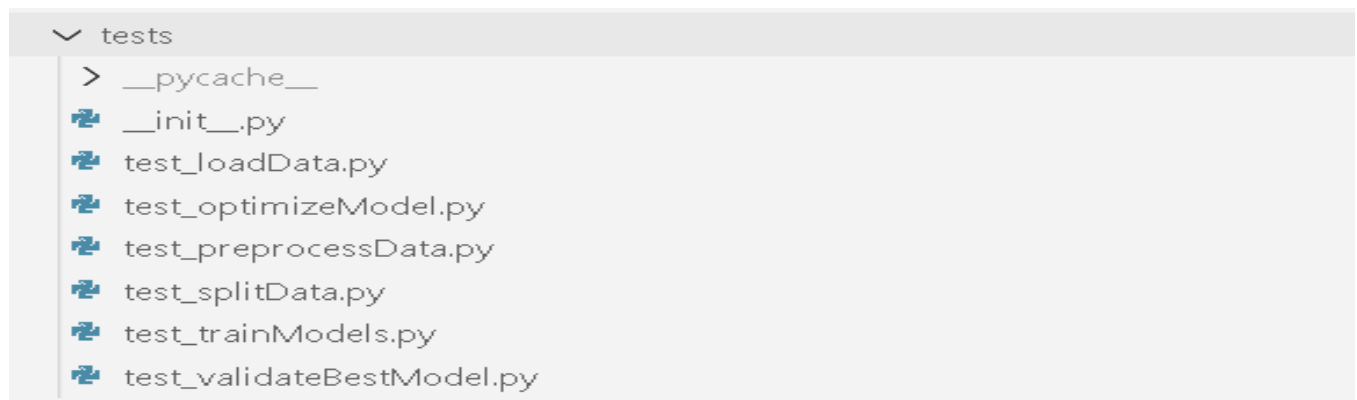 tests
__pycache__
__init__.py
test_loadData.py
test_optimizeModel.py
test_preprocessData.py
test_splitData.py
test_trainModels.py
test_validateBestModel.py